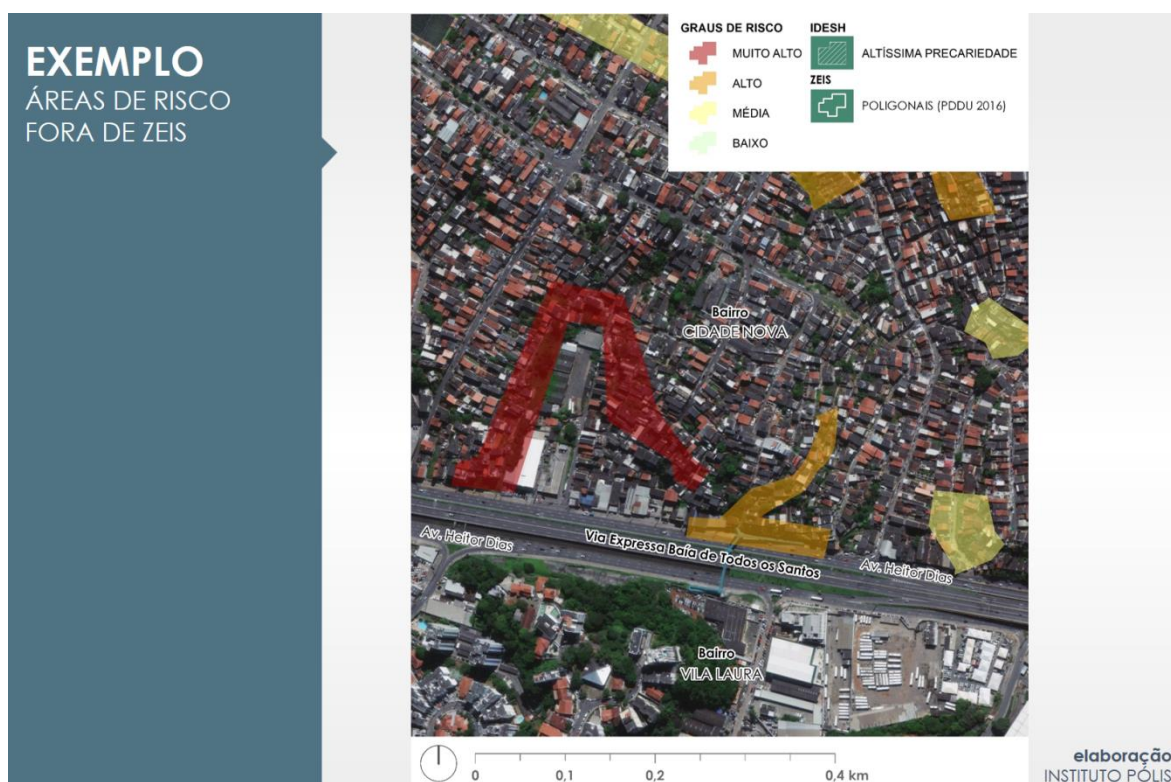 EXEMPLO
ÁREAS DE RISCO
FORA DE ZEIS
GRAUS DE RISCO
MUITO ALTO
ALTO
MÉDIA
BAIXO
IDESH
ALTÍSSIMA PRECARIEDADE
ZEIS
POLIGONAIS (PDDU 2016)
Bairro
CIDADE NOVA
Av. Heitor Dias
Via Expressa Baía de Todos os Santos
Av. Heitor Dias
Bairro
VILA LAURA
0 0,1 0,2 0,4 km
elaboração
INSTITUTO PÓLIS